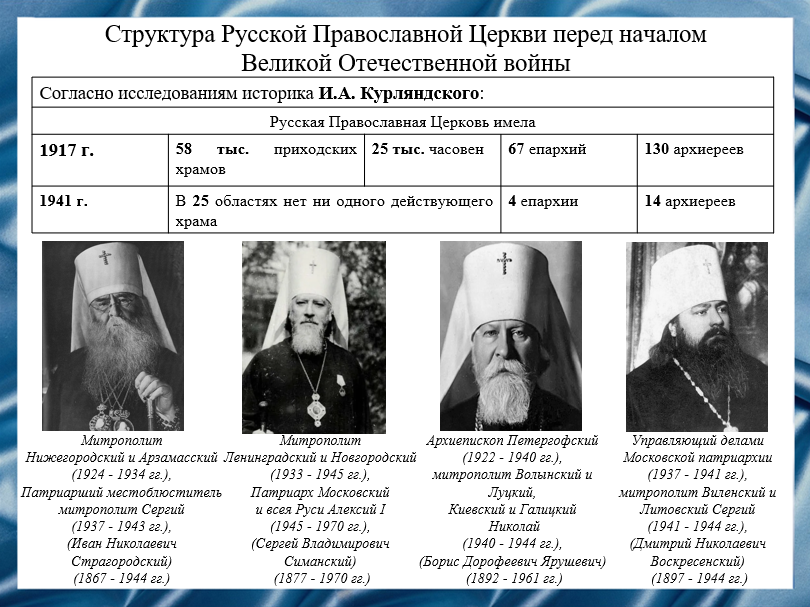 Структура Русской Православной Церкви перед началом
Великой Отечественной войны
Согласно исследованиям историка И.А. Курляндского:
Русская Православная Церковь имела
1917 г.
58 тыс. приходских
храмов
25 тыс. часовен
67 епархий
130 архиереев
1941 г.
В 25 областях нет ни одного действующего
храма
4 епархии
14 архиереев
Митрополит
Нижегородский и Арзамасский
(1924 - 1934 гг.),
Патриарший местоблюститель
митрополит Сергий
(1937 - 1943 гг.),
(Иван Николаевич
Страгородский)
(1867 - 1944 гг.)
Митрополит
Ленинградский и Новгородский
(1933 - 1945 гг.),
Патриарх Московский
и всея Руси Алексий I
(1945 - 1970 гг.),
(Сергей Владимирович
Симанский)
(1877 - 1970 гг.)
Архиепископ Петергофский
(1922 - 1940 гг.),
митрополит Волынский и
Луцкий,
Киевский и Галицкий
Николай
(1940 - 1944 гг.),
(Борис Дорофеевич Ярушевич)
(1892 - 1961 гг.)
Управляющий делами
Московской патриархии
(1937 - 1941 гг.),
митрополит Виленский и
Литовский Сергий
(1941 - 1944 гг.),
(Дмитрий Николаевич
Воскресенский)
(1897 - 1944 гг.)